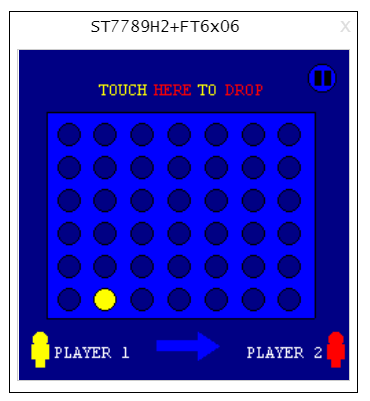 ST7789H2+FT6x06 X
TOUCH HERE TO DROP
PLAYER 1 PLAYER 2